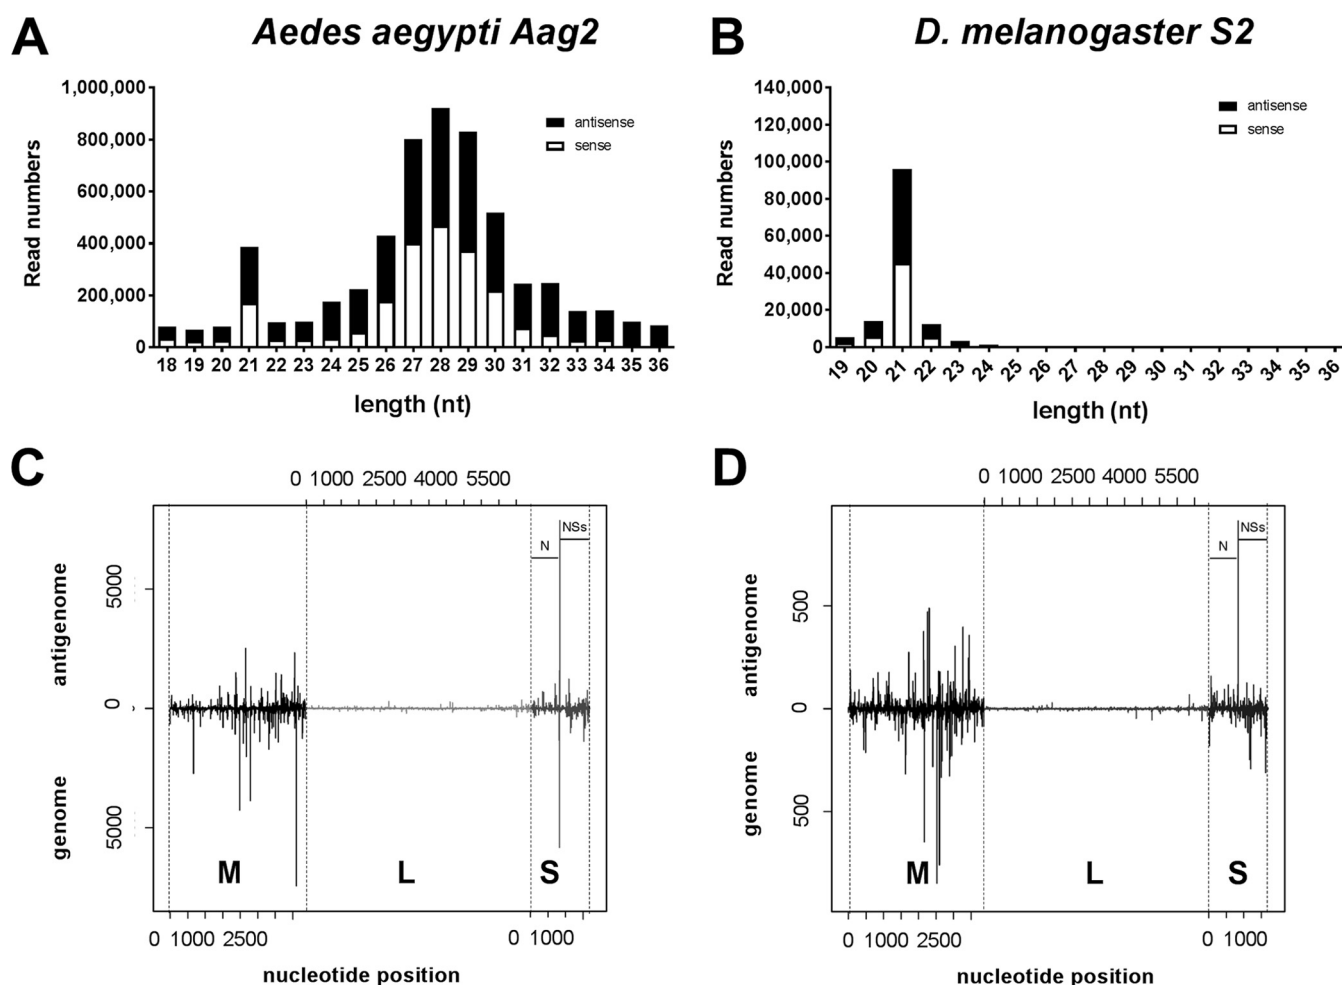 A
Aedes aegypti Aag2
1,000,000
800,000
600,000
400,000
200,000
0
Read numbers
antisense
sense
18 19 20 21 22 23 24 25 26 27 28 29 30 31 32 33 34 35 36
length (nt)
B
D. melanogaster S2
140,000
120,000
100,000
80,000
60,000
40,000
20,000
0
Read numbers
antisense
sense
19 20 21 22 23 24 25 26 27 28 29 30 31 32 33 34 35 36
length (nt)
C
0 1000 2500 4000 5500
antigenome
genome
5000
0
5000
N
NSs
M
L
S
0 1000 2500
0 1000
nucleotide position
D
0 1000 2500 4000 5500
antigenome
genome
500
0
500
N
NSs
M
L
S
0 1000 2500
0 1000
nucleotide position